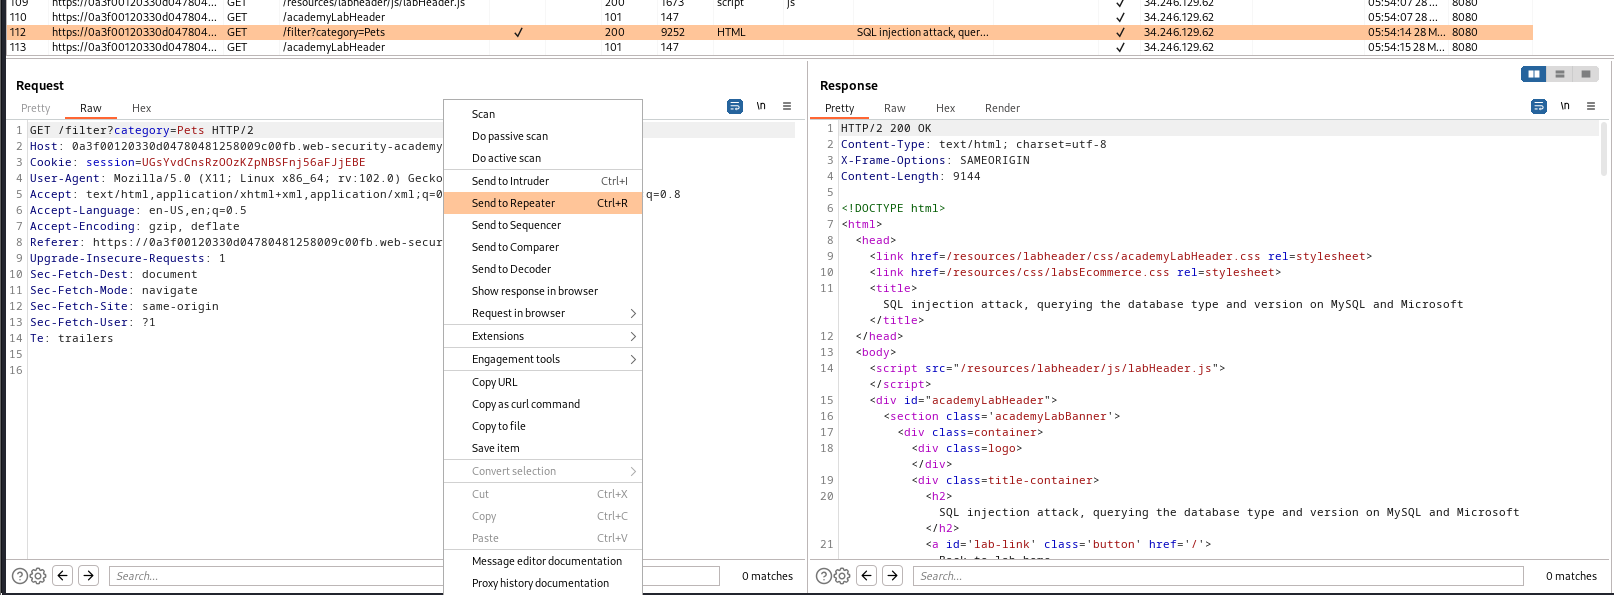 109 https://0a3f00120330d047804... GET /resources/labheader/js/labHeader.js 200 1673 script js ✓ 34.246.129.62 05:54:07 28 ... 8080
110 https://0a3f00120330d047804... GET /academyLabHeader 101 147 ✓ 34.246.129.62 05:54:07 28 ... 8080
112 https://0a3f00120330d047804... GET /filter?category=Pets ✓ 200 9252 HTML SQL injection attack, quer... ✓ 34.246.129.62 05:54:14 28 M... 8080
113 https://0a3f00120330d047804... GET /academyLabHeader 101 147 ✓ 34.246.129.62 05:54:15 28 M... 8080
Request
Pretty Raw Hex
\n
1 GET /filter?category=Pets HTTP/2
2 Host: 0a3f00120330d04780481258009c00fb.web-security-academy
3 Cookie: session=UGsYvdCnsRzOOzKZpNBSFnj56aFJjEBE
4 User-Agent: Mozilla/5.0 (X11; Linux x86_64; rv:102.0) Gecko
5 Accept: text/html,application/xhtml+xml,application/xml;q=0 q=0.8
6 Accept-Language: en-US,en;q=0.5
7 Accept-Encoding: gzip, deflate
8 Referer: https://0a3f00120330d04780481258009c00fb.web-secur
9 Upgrade-Insecure-Requests: 1
10 Sec-Fetch-Dest: document
11 Sec-Fetch-Mode: navigate
12 Sec-Fetch-Site: same-origin
13 Sec-Fetch-User: ?1
14 Te: trailers
15
16
Search...
0 matches
Scan
Do passive scan
Do active scan
Send to Intruder Ctrl+I
Send to Repeater Ctrl+R
Send to Sequencer
Send to Comparer
Send to Decoder
Show response in browser
Request in browser
Extensions
Engagement tools
Copy URL
Copy as curl command
Copy to file
Save item
Convert selection
Cut Ctrl+X
Copy Ctrl+C
Paste Ctrl+V
Message editor documentation
Proxy history documentation
Response
Pretty Raw Hex Render
\n
1 HTTP/2 200 OK
2 Content-Type: text/html; charset=utf-8
3 X-Frame-Options: SAMEORIGIN
4 Content-Length: 9144
5
6 <!DOCTYPE html>
7 <html>
8 <head>
9 <link href=/resources/labheader/css/academyLabHeader.css rel=stylesheet>
10 <link href=/resources/css/labsEcommerce.css rel=stylesheet>
11 <title>
SQL injection attack, querying the database type and version on MySQL and Microsoft
</title>
12 </head>
13 <body>
14 <script src="/resources/labheader/js/labHeader.js">
</script>
15 <div id="academyLabHeader">
16 <section class='academyLabBanner'>
17 <div class=container>
18 <div class=logo>
</div>
19 <div class=title-container>
20 <h2>
SQL injection attack, querying the database type and version on MySQL and Microsoft
</h2>
21 <a id='lab-link' class='button' href='/'>
Back to lab home
Search...
0 matches